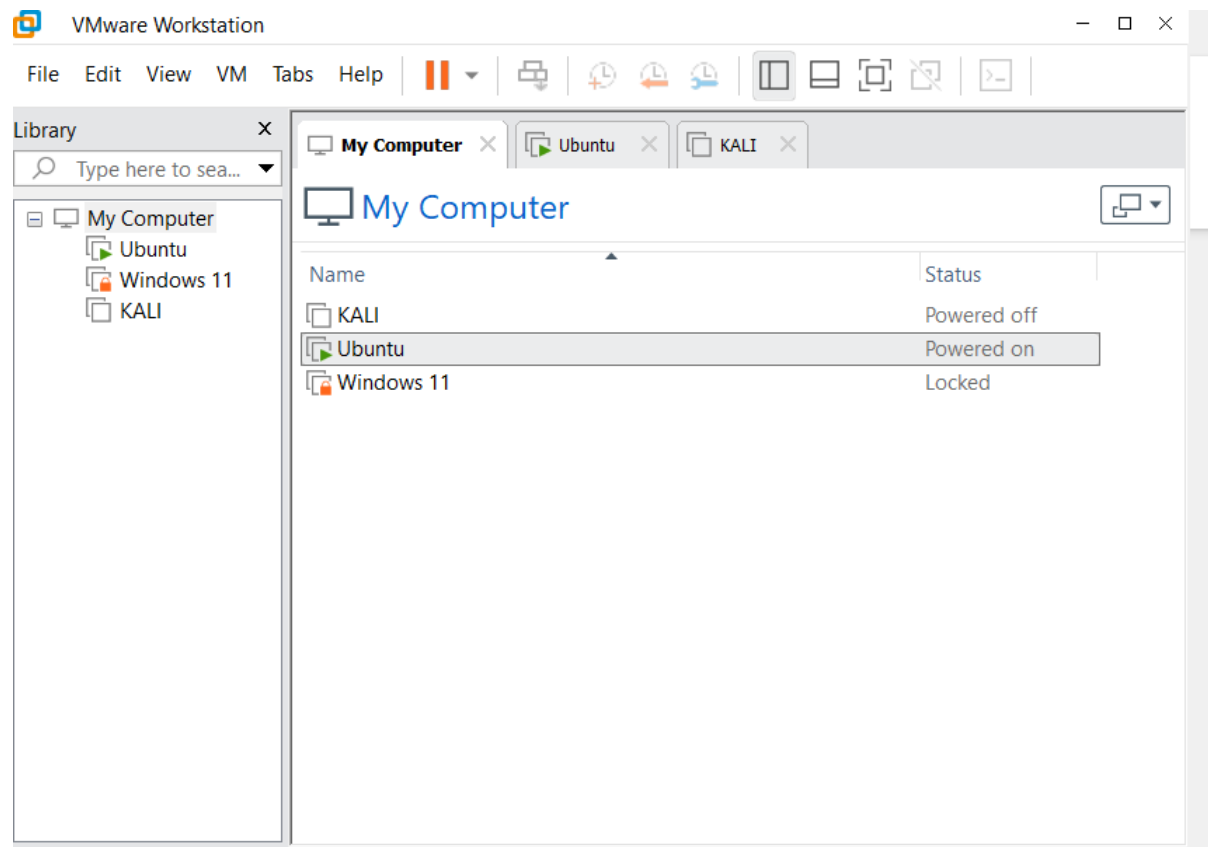 VMware Workstation
File Edit View VM Tabs Help
Library
Type here to sea...
My Computer
Ubuntu
Windows 11
KALI
My Computer Ubuntu KALI
My Computer
Name Status
KALI Powered off
Ubuntu Powered on
Windows 11 Locked